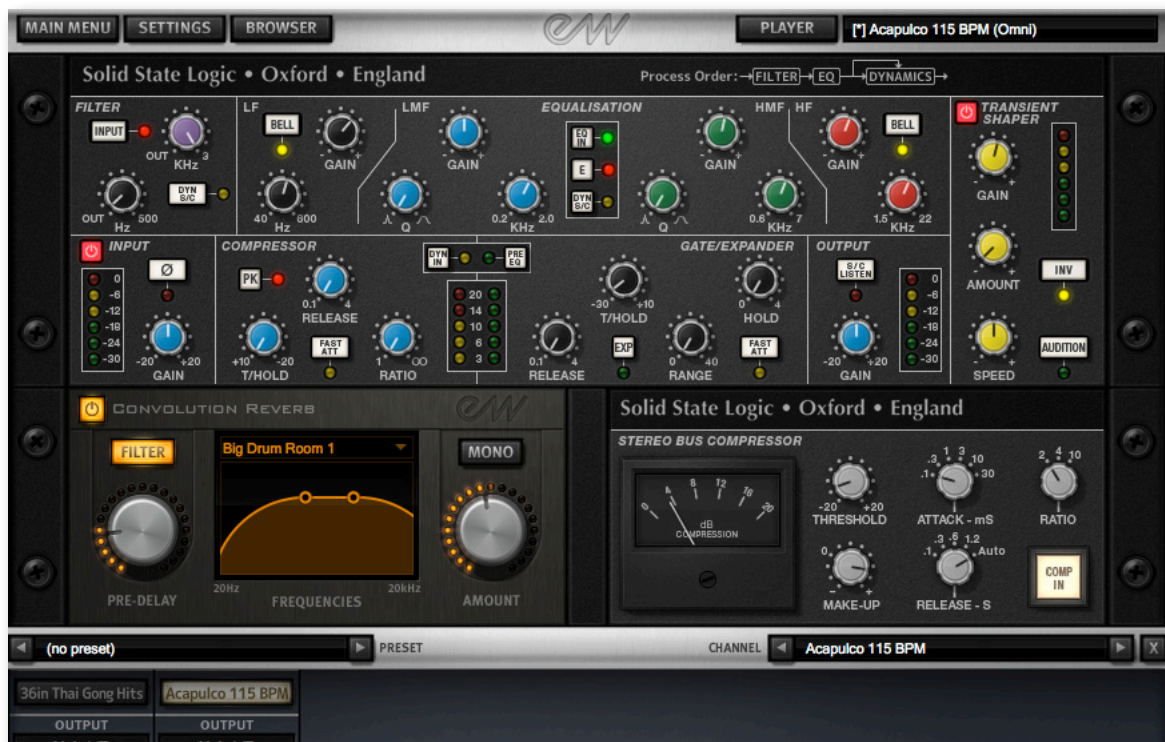 MAIN MENU SETTINGS BROWSER EW PLAYER [*] Acapulco 115 BPM (Omni)
Solid State Logic • Oxford • England
Process Order: FILTER EQ DYNAMICS
FILTER
INPUT
OUT 3
KHz
DYN S/C
OUT 600
Hz
LF
BELL
- GAIN +
40 600
Hz
LMF
- GAIN +
Q
0.2 2.0
KHz
EQUALISATION
EQ IN
E
DYN S/C
HMF
- GAIN +
Q
0.6 7
KHz
HF
- GAIN +
BELL
1.5 22
KHz
TRANSIENT
SHAPER
- +
GAIN
- +
AMOUNT
INV
- +
SPEED
AUDITION
INPUT
Ø
0
-6
-12
-18
-24
-30
-20 +20
GAIN
COMPRESSOR
PK
0.1 4
RELEASE
+10 -20
T/HOLD
FAST ATT
1 ∞
RATIO
DYN IN
PRE EQ
20
14
10
6
3
GATE/EXPANDER
-30 +10
T/HOLD
0 4
HOLD
0.1 4
RELEASE
EXP
0 40
RANGE
FAST ATT
OUTPUT
S/C LISTEN
0
-6
-12
-18
-24
-30
-20 +20
GAIN
CONVOLUTION REVERB EW
FILTER
Big Drum Room 1
MONO
20Hz 20kHz
PRE-DELAY
FREQUENCIES
AMOUNT
Solid State Logic • Oxford • England
STEREO BUS COMPRESSOR
0 4 8 12 16 20
dB
COMPRESSION
-20 +20
THRESHOLD
.1 .3 1 3 10 30
ATTACK - mS
2 4 10
RATIO
0 - +
MAKE-UP
.1 .3 .6 1.2 Auto
RELEASE - S
COMP
IN
(no preset) PRESET CHANNEL Acapulco 115 BPM X
36in Thai Gong Hits Acapulco 115 BPM
OUTPUT OUTPUT